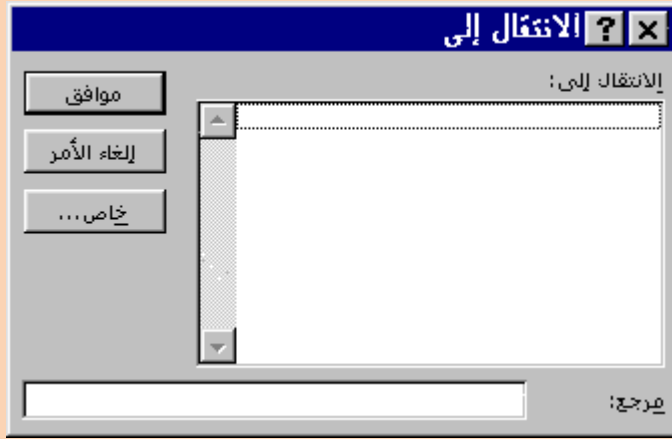 الانتقال إلى
الانتقال إلى:
موافق
إلغاء الأمر
خاص...
مرجع: